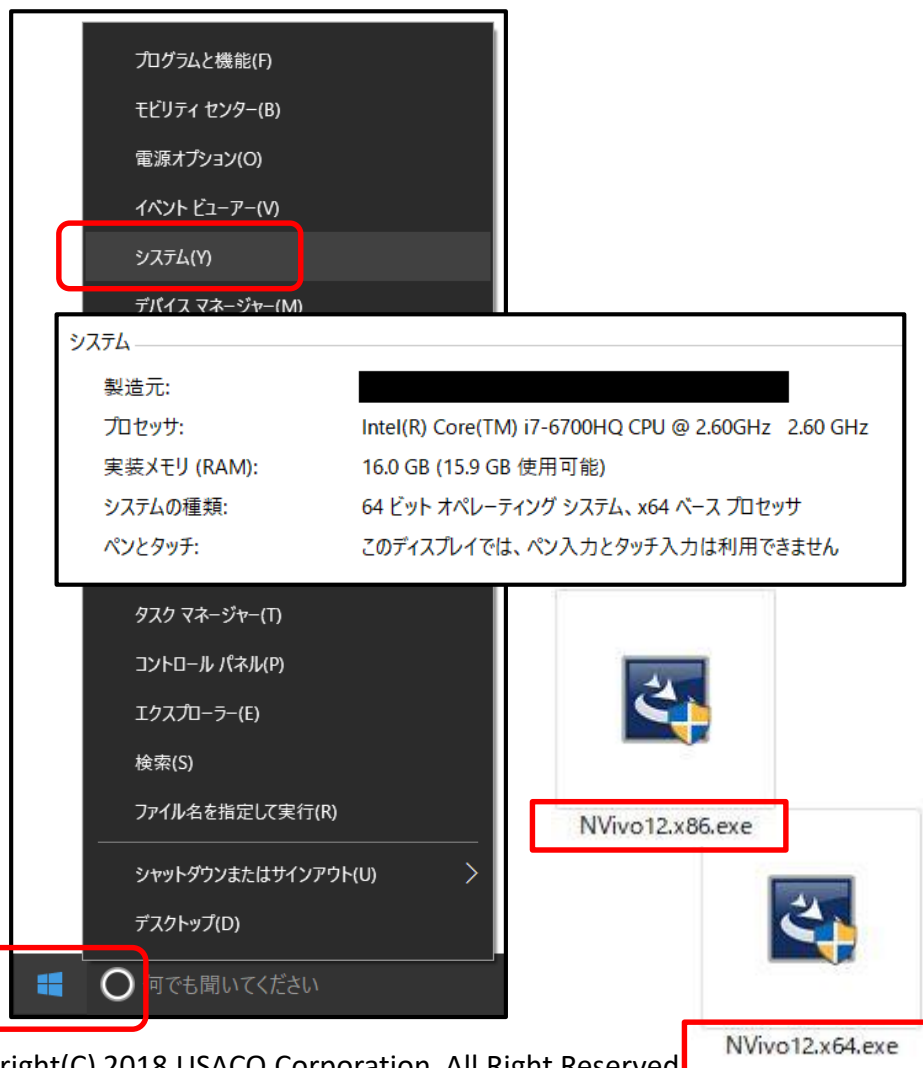 プログラムと機能(F)
モビリティ センター(B)
電源オプション(O)
イベント ビューアー(V)
システム(Y)
デバイス マネージャー(M)
システム
製造元:
プロセッサ: Intel(R) Core(TM) i7-6700HQ CPU @ 2.60GHz 2.60 GHz
実装メモリ (RAM): 16.0 GB (15.9 GB 使用可能)
システムの種類: 64 ビット オペレーティング システム、x64 ベース プロセッサ
ペンとタッチ: このディスプレイでは、ペン入力とタッチ入力は利用できません
タスク マネージャー(T)
コントロール パネル(P)
エクスプローラー(E)
検索(S)
ファイル名を指定して実行(R)
NVivo12.x86.exe
シャットダウンまたはサインアウト(U)
デスクトップ(D)
何でも聞いてください
NVivo12.x64.exe
right(C) 2018 USACO Corporation. All Right Reserved